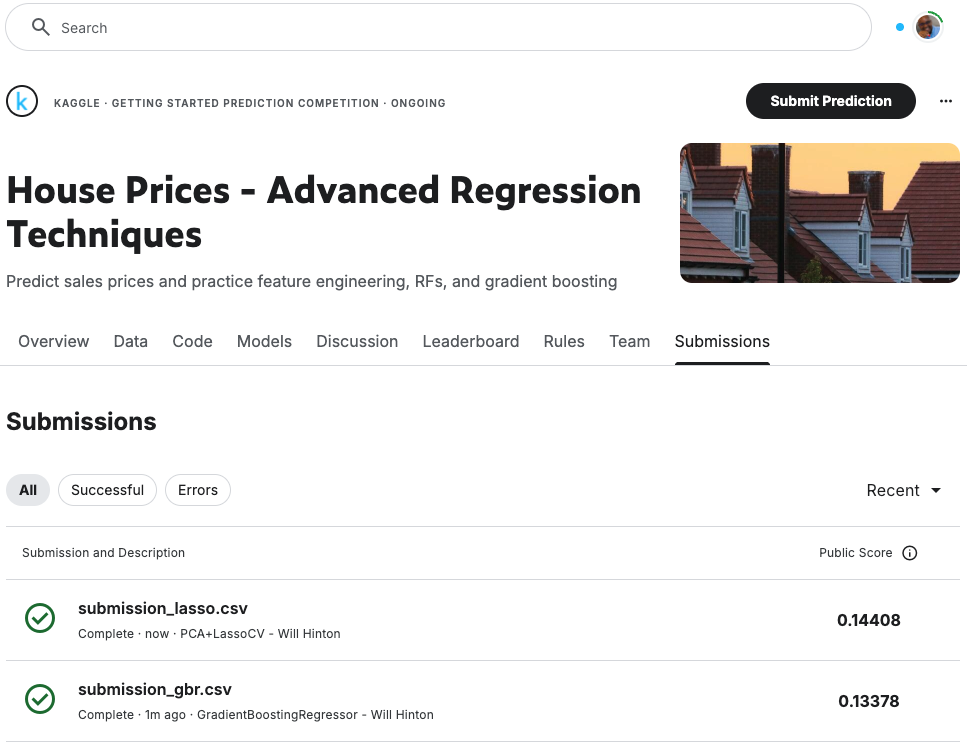 Search
k
KAGGLE · GETTING STARTED PREDICTION COMPETITION · ONGOING
Submit Prediction
House Prices - Advanced Regression
Techniques
Predict sales prices and practice feature engineering, RFs, and gradient boosting
Overview Data Code Models Discussion Leaderboard Rules Team Submissions
Submissions
All Successful Errors Recent
Submission and Description Public Score
submission_lasso.csv
Complete · now · PCA+LassoCV - Will Hinton
0.14408
submission_gbr.csv
Complete · 1m ago · GradientBoostingRegressor - Will Hinton
0.13378